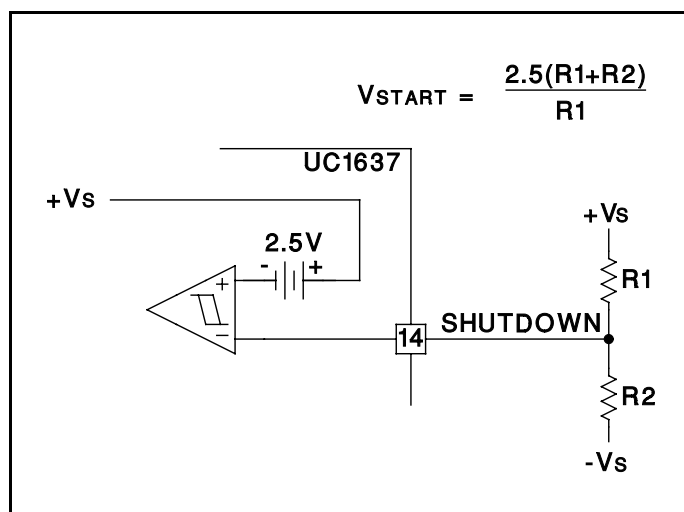 VSTART = 2.5(R1+R2)
R1
UC1637
+Vs
2.5V
- +
+
-
14
SHUTDOWN
+Vs
R1
R2
-Vs